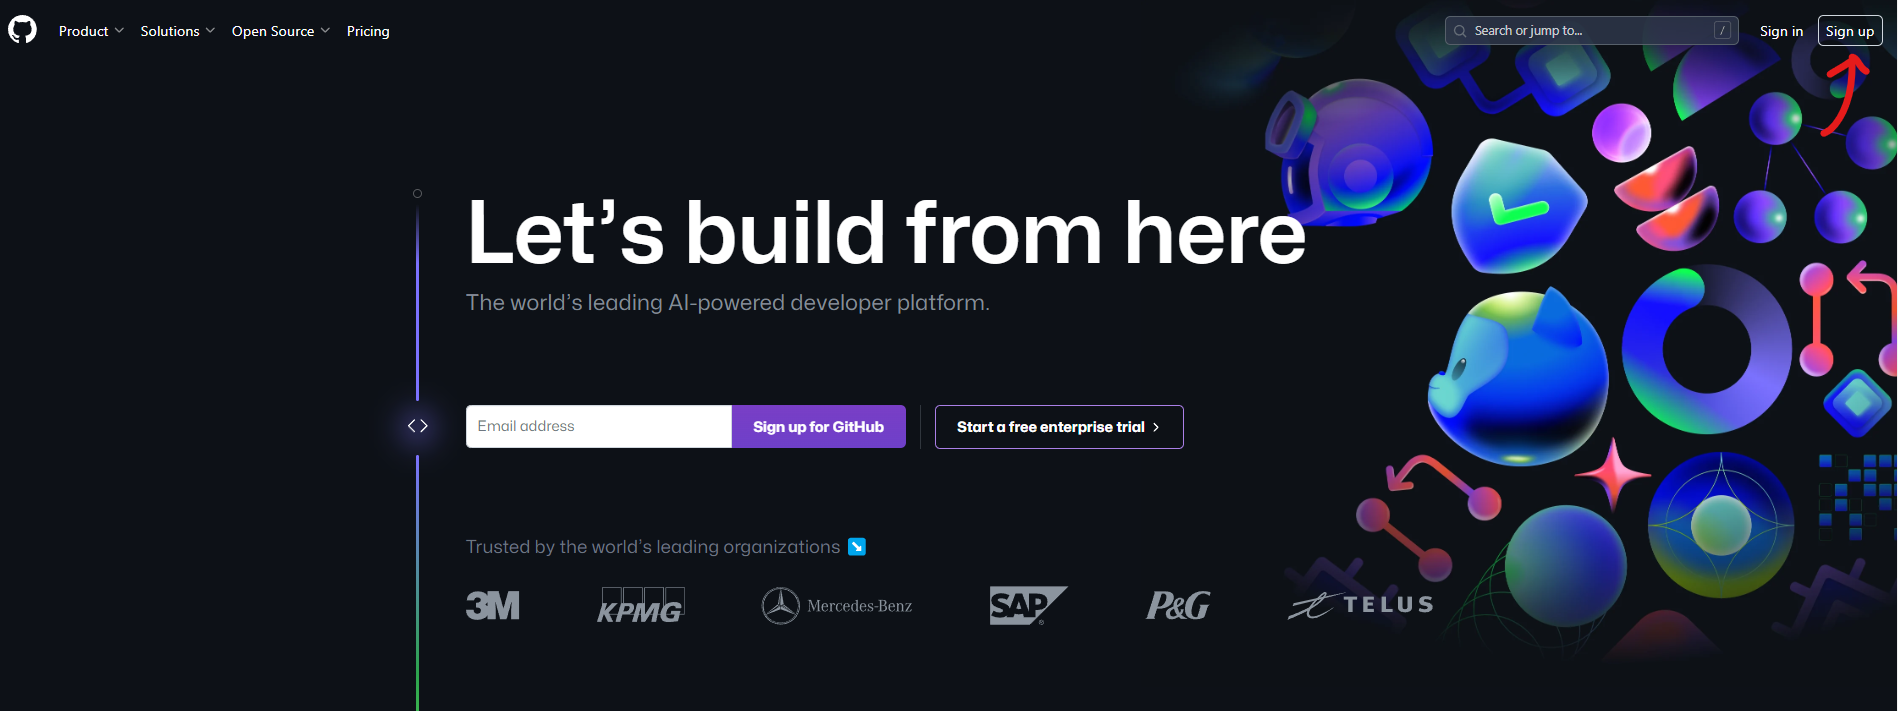 Product Solutions Open Source Pricing Search or jump to... / Sign in Sign up
Let’s build from here
The world’s leading AI-powered developer platform.
Email address Sign up for GitHub Start a free enterprise trial
Trusted by the world’s leading organizations
3M KPMG Mercedes-Benz SAP® P&G TELUS